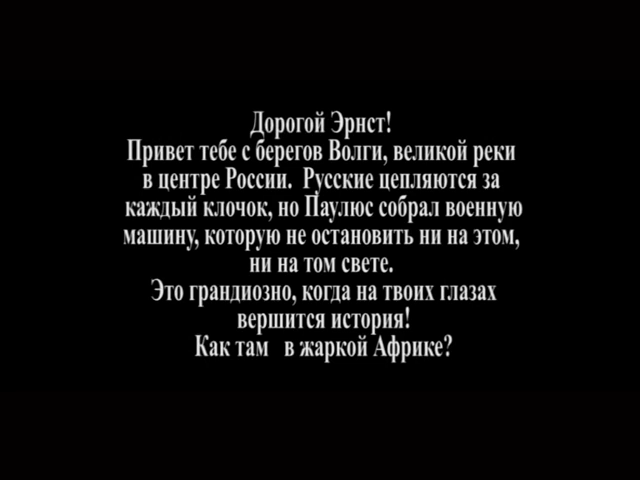 Дорогой Эрнст!
Привет тебе с берегов Волги, великой реки
в центре России.  Русские цепляются за
каждый клочок, но Паулюс собрал военную
машину, которую не остановить ни на этом,
ни на том свете.
Это грандиозно, когда на твоих глазах
вершится история!
Как там   в жаркой Африке?